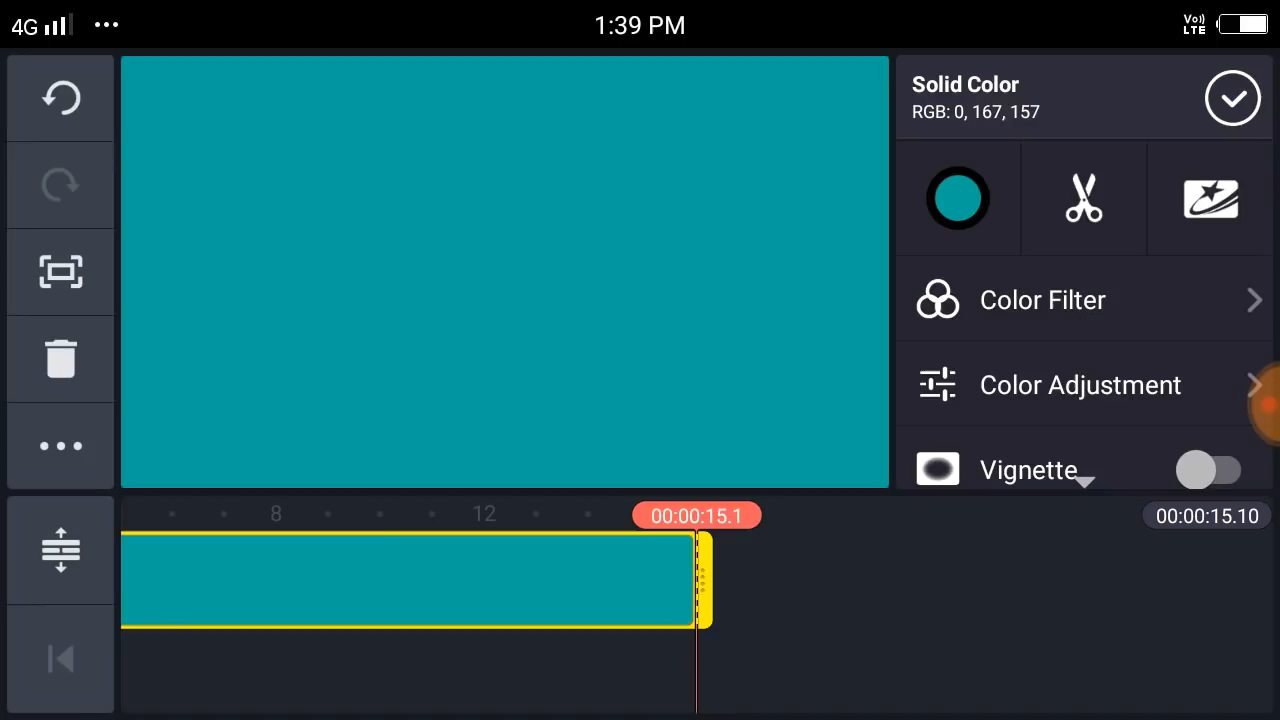 4G
1:39 PM
Vo))
LTE
Solid Color
RGB: 0, 167, 157
Color Filter
Color Adjustment
Vignette
8
12
00:00:15.1
00:00:15.10